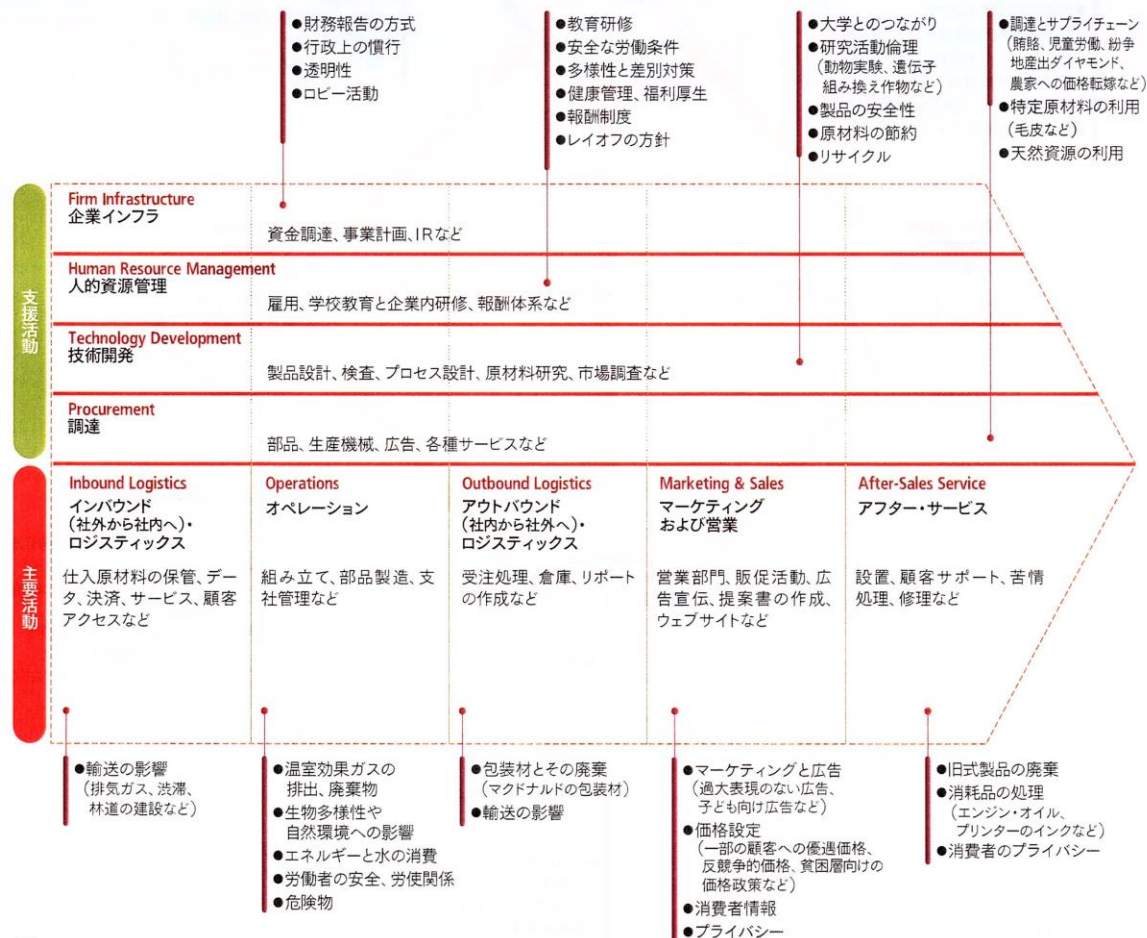 ●財務報告の方式
●行政上の慣行
●透明性
●ロビー活動
●教育研修
●安全な労働条件
●多様性と差別対策
●健康管理、福利厚生
●報酬制度
●レイオフの方針
●大学とのつながり
●研究活動倫理
(動物実験、遺伝子
組み換え作物など)
●製品の安全性
●原材料の節約
●リサイクル
●調達とサプライチェーン
(賄賂、児童労働、紛争
地産出ダイヤモンド、
農家への価格転嫁など)
●特定原材料の利用
(毛皮など)
●天然資源の利用
支援活動
Firm Infrastructure
企業インフラ
資金調達、事業計画、IRなど
Human Resource Management
人的資源管理
雇用、学校教育と企業内研修、報酬体系など
Technology Development
技術開発
製品設計、検査、プロセス設計、原材料研究、市場調査など
Procurement
調達
部品、生産機械、広告、各種サービスなど
主要活動
Inbound Logistics
インバウンド
(社外から社内へ)・
ロジスティックス
仕入原材料の保管、デー
タ、決済、サービス、顧客
アクセスなど
Operations
オペレーション
組み立て、部品製造、支
社管理など
Outbound Logistics
アウトバウンド
(社内から社外へ)・
ロジスティックス
受注処理、倉庫、リポート
の作成など
Marketing & Sales
マーケティング
および営業
営業部門、販促活動、広
告宣伝、提案書の作成、
ウェブサイトなど
After-Sales Service
アフター・サービス
設置、顧客サポート、苦情
処理、修理など
●輸送の影響
(排気ガス、渋滞、
林道の建設など)
●温室効果ガスの
排出、廃棄物
●生物多様性や
自然環境への影響
●エネルギーと水の消費
●労働者の安全、労使関係
●危険物
●包装材とその廃棄
(マクドナルドの包装材)
●輸送の影響
●マーケティングと広告
(過大表現のない広告、
子ども向け広告など)
●価格設定
(一部の顧客への優遇価格、
反競争的価格、貧困層向けの
価格政策など)
●消費者情報
●プライバシー
●旧式製品の廃棄
●消耗品の処理
(エンジン・オイル、
プリンターのインクなど)
●消費者のプライバシー